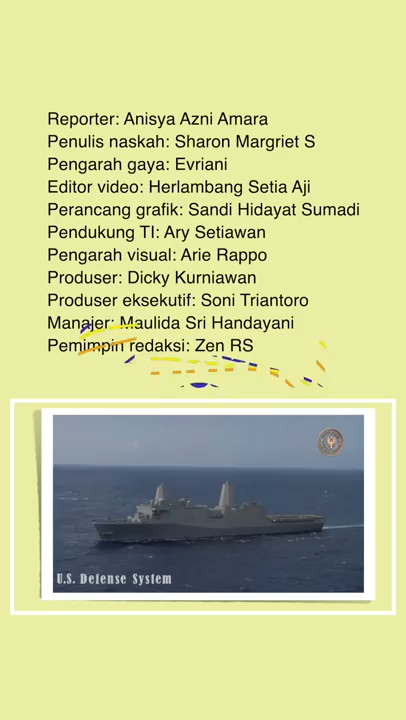 Reporter: Anisya Azni Amara
Penulis naskah: Sharon Margriet S
Pengarah gaya: Evriani
Editor video: Herlambang Setia Aji
Perancang grafik: Sandi Hidayat Sumadi
Pendukung TI: Ary Setiawan
Pengarah visual: Arie Rappo
Produser: Dicky Kurniawan
Produser eksekutif: Soni Triantoro
Manajer: Maulida Sri Handayani
Pemimpin redaksi: Zen RS
U.S. Defense System